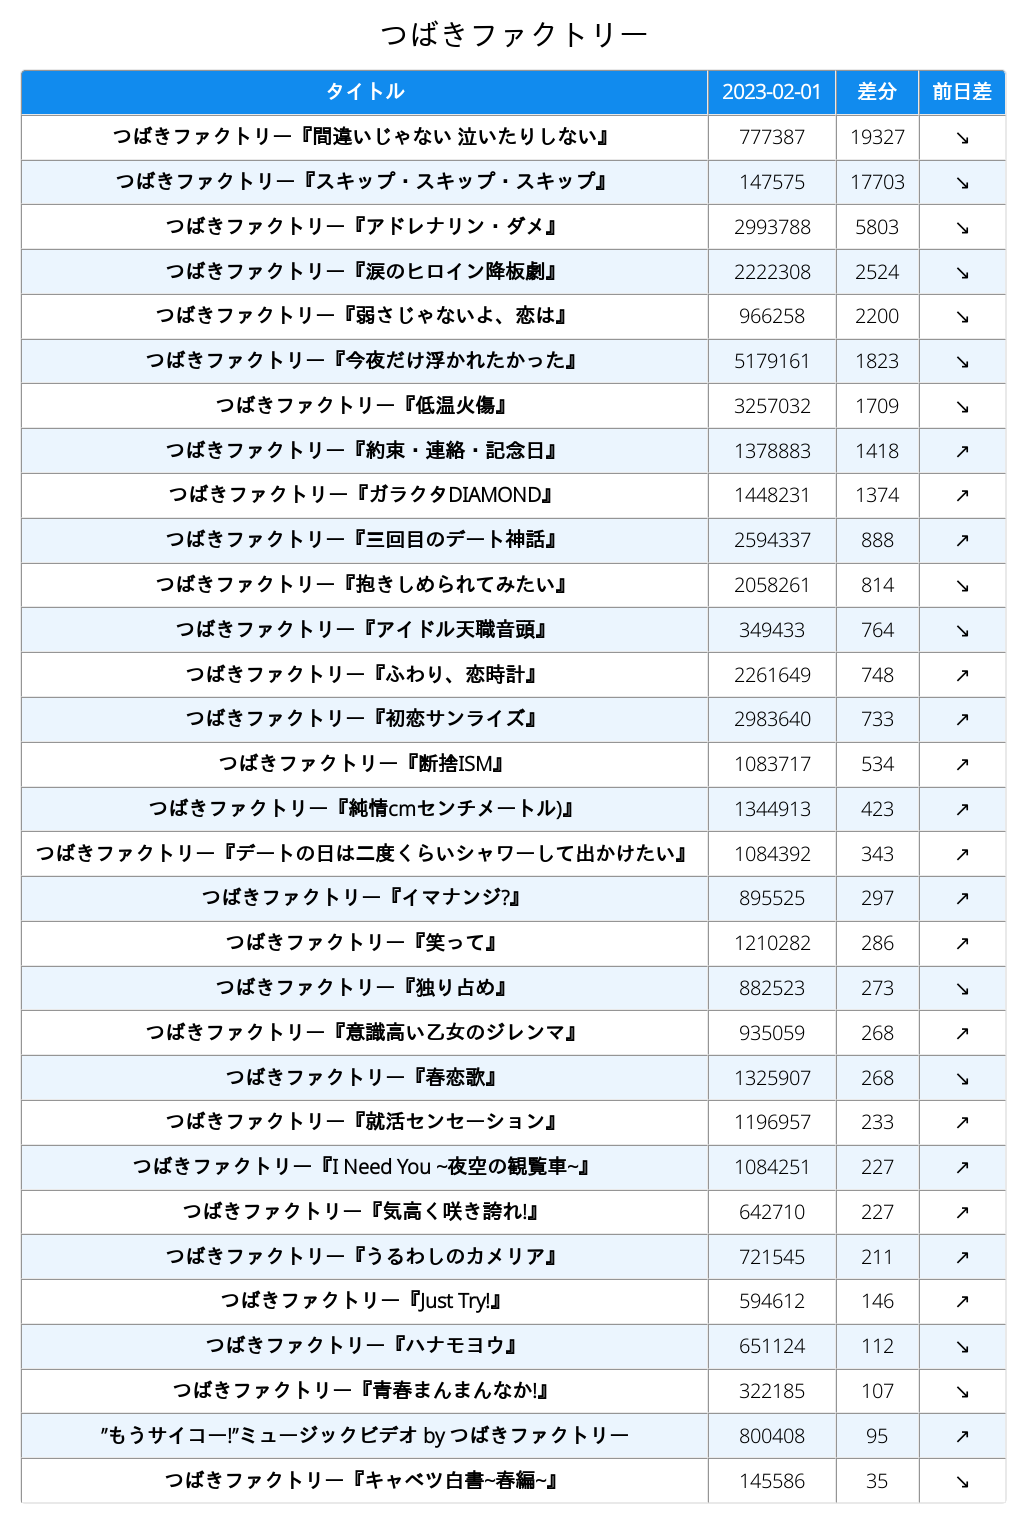 つばきファクトリー
タイトル 2023-02-01 差分 前日差
つばきファクトリー『間違いじゃない 泣いたりしない』 777387 19327 ↘
つばきファクトリー『スキップ・スキップ・スキップ』 147575 17703 ↘
つばきファクトリー『アドレナリン・ダメ』 2993788 5803 ↘
つばきファクトリー『涙のヒロイン降板劇』 2222308 2524 ↘
つばきファクトリー『弱さじゃないよ、恋は』 966258 2200 ↘
つばきファクトリー『今夜だけ浮かれたかった』 5179161 1823 ↘
つばきファクトリー『低温火傷』 3257032 1709 ↘
つばきファクトリー『約束・連絡・記念日』 1378883 1418 ↗
つばきファクトリー『ガラクタDIAMOND』 1448231 1374 ↗
つばきファクトリー『三回目のデート神話』 2594337 888 ↗
つばきファクトリー『抱きしめられてみたい』 2058261 814 ↘
つばきファクトリー『アイドル天職音頭』 349433 764 ↘
つばきファクトリー『ふわり、恋時計』 2261649 748 ↗
つばきファクトリー『初恋サンライズ』 2983640 733 ↗
つばきファクトリー『断捨ISM』 1083717 534 ↗
つばきファクトリー『純情cmセンチメートル)』 1344913 423 ↗
つばきファクトリー『デートの日は二度くらいシャワーして出かけたい』 1084392 343 ↗
つばきファクトリー『イマナンジ?』 895525 297 ↗
つばきファクトリー『笑って』 1210282 286 ↗
つばきファクトリー『独り占め』 882523 273 ↘
つばきファクトリー『意識高い乙女のジレンマ』 935059 268 ↗
つばきファクトリー『春恋歌』 1325907 268 ↘
つばきファクトリー『就活センセーション』 1196957 233 ↗
つばきファクトリー『I Need You ~夜空の観覧車~』 1084251 227 ↗
つばきファクトリー『気高く咲き誇れ!』 642710 227 ↗
つばきファクトリー『うるわしのカメリア』 721545 211 ↗
つばきファクトリー『Just Try!』 594612 146 ↗
つばきファクトリー『ハナモヨウ』 651124 112 ↘
つばきファクトリー『青春まんまんなか!』 322185 107 ↘
”もうサイコー!”ミュージックビデオ by つばきファクトリー 800408 95 ↗
つばきファクトリー『キャベツ白書~春編~』 145586 35 ↘